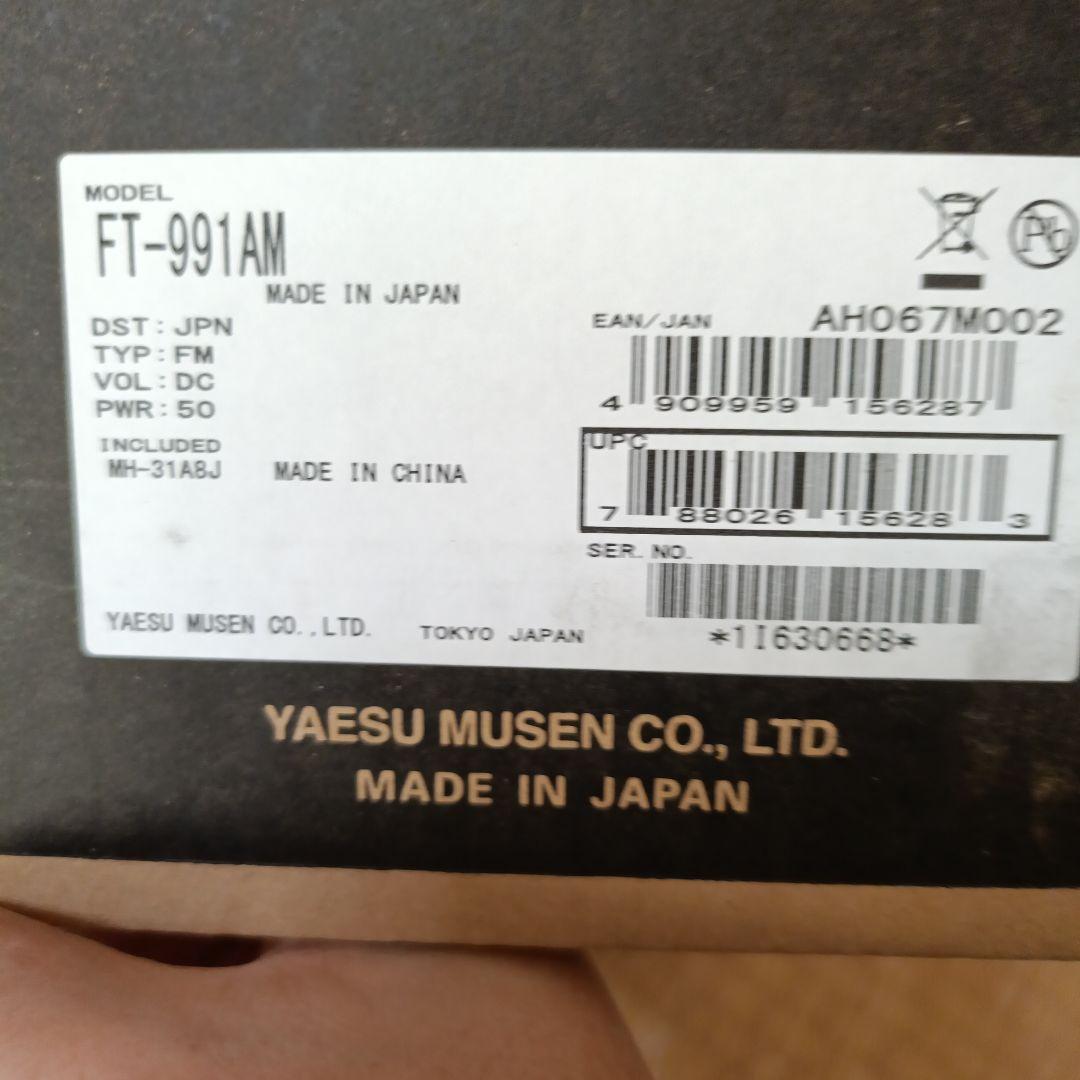 MODEL
FT-991AM
MADE IN JAPAN
DST : JPN
TYP : FM
VOL : DC
PWR : 50
INCLUDED
MH-31A8J MADE IN CHINA
YAESU MUSEN CO.,LTD. TOKYO JAPAN
Pb
EAN/JAN AH067M002
4 909959 156287
UPC
7 88026 15628 3
SER. NO.
*1I630668*
YAESU MUSEN CO., LTD.
MADE IN JAPAN